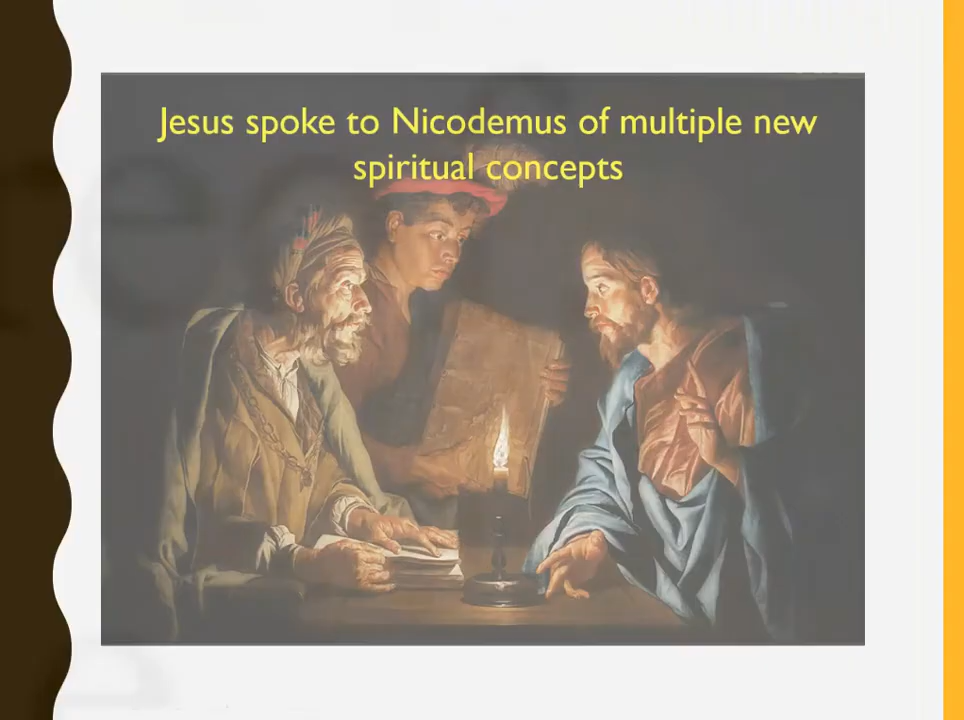 Jesus spoke to Nicodemus of multiple new
spiritual concepts